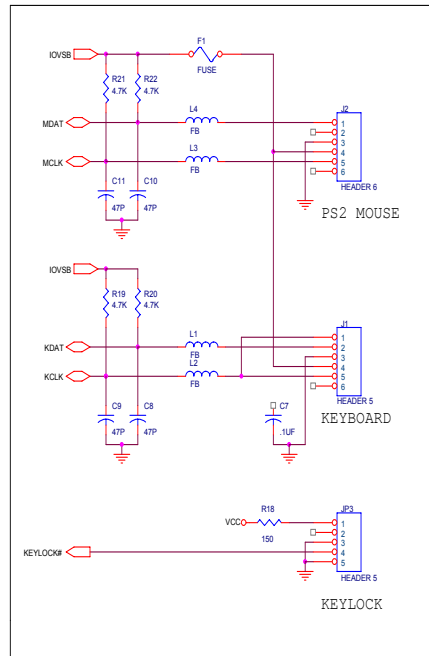 IOVSB
F1
FUSE
R21
4.7K
R22
4.7K
J2
MDAT
L4
FB
1
2
3
4
5
6
MCLK
L3
FB
C11
47P
C10
47P
HEADER 6
PS2 MOUSE
IOVSB
R19
4.7K
R20
4.7K
J1
KDAT
L1
FB
1
2
3
4
5
6
KCLK
L2
FB
HEADER 5
C9
47P
C8
47P
C7
.1UF
KEYBOARD
R18
VCC
150
JP3
1
2
3
4
5
KEYLOCK#
HEADER 5
KEYLOCK